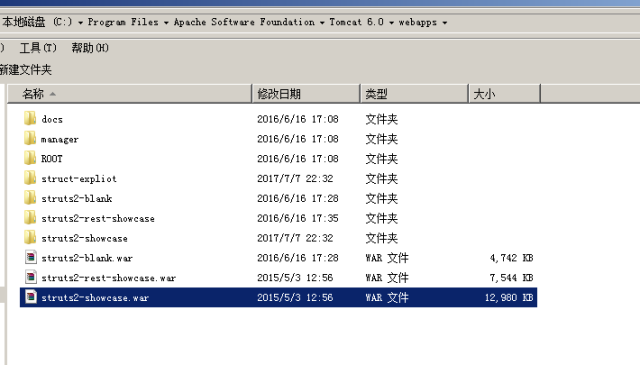 本地磁盘 (C:) Program Files Apache Software Foundation Tomcat 6.0 webapps
) 工具(T) 帮助(H)
新建文件夹
名称 修改日期 类型 大小
docs 2016/6/16 17:08 文件夹
manager 2016/6/16 17:08 文件夹
ROOT 2016/6/16 17:08 文件夹
struct-expliot 2017/7/7 22:32 文件夹
struts2-blank 2016/6/16 17:28 文件夹
struts2-rest-showcase 2016/6/16 17:35 文件夹
struts2-showcase 2017/7/7 22:32 文件夹
struts2-blank.war 2016/6/16 17:28 WAR 文件 4,742 KB
struts2-rest-showcase.war 2015/5/3 12:56 WAR 文件 7,544 KB
struts2-showcase.war 2015/5/3 12:56 WAR 文件 12,980 KB